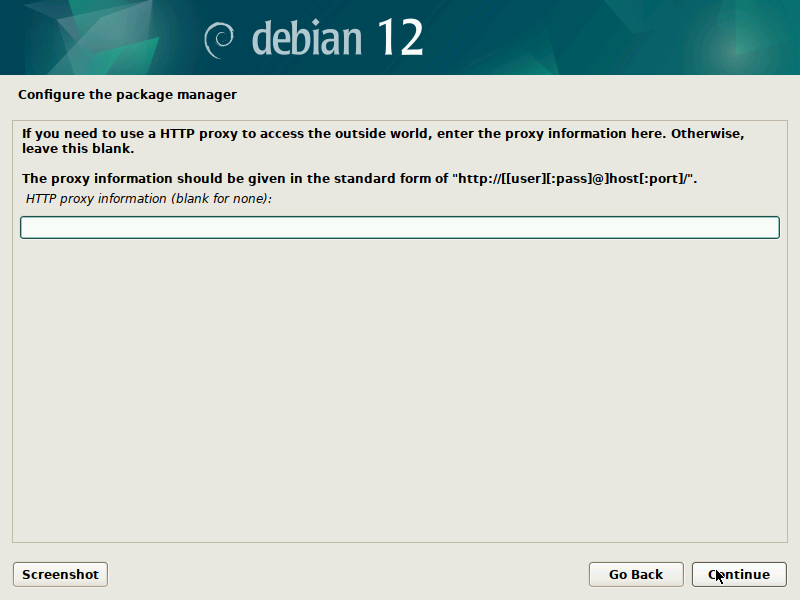 debian 12
Configure the package manager
If you need to use a HTTP proxy to access the outside world, enter the proxy information here. Otherwise,
leave this blank.
The proxy information should be given in the standard form of "http://[[user][:pass]@]host[:port]/".
HTTP proxy information (blank for none):
Screenshot
Go Back
Continue